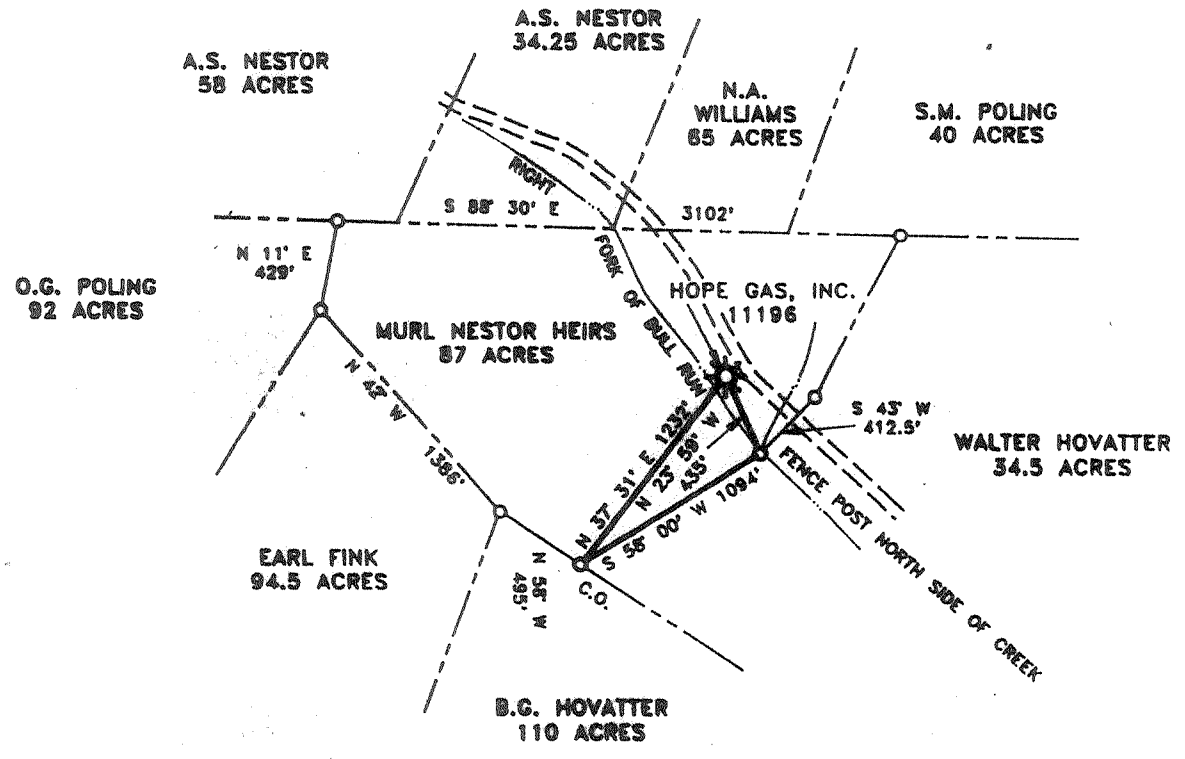 A.S. NESTOR
34.25 ACRES
A.S. NESTOR
58 ACRES
N.A.
WILLIAMS
65 ACRES
S.M. POLING
40 ACRES
RIGHT
S 88° 30' E
3102'
N 11° E
429'
FORK OF BULL RUN
O.G. POLING
92 ACRES
HOPE GAS, INC.
11196
MURL NESTOR HEIRS
87 ACRES
N 42° W
1386'
S 43° W
412.5'
N 37° 31' E 1232'
N 23° 59' W
435'
S 58° 00' W 1094'
WALTER HOVATTER
34.5 ACRES
FENCE POST NORTH SIDE OF CREEK
EARL FINK
94.5 ACRES
N 58° W
495'
C.O.
B.G. HOVATTER
110 ACRES